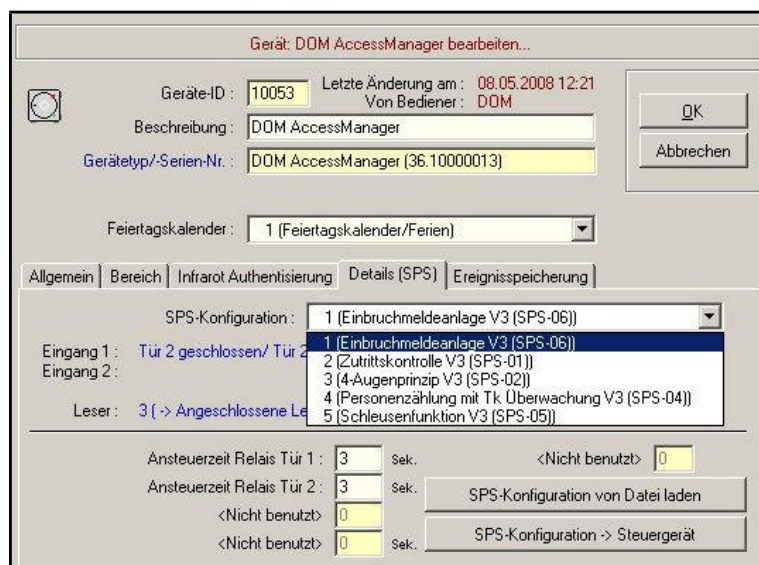 Gerät: DOM AccessManager bearbeiten...
Geräte-ID : 10053 Letzte Änderung am : 08.05.2008 12:21
Von Bediener : DOM
OK
Beschreibung : DOM AccessManager
Abbrechen
Gerätetyp/-Serien-Nr. : DOM AccessManager (36.10000013)
Feiertagskalender : 1 (Feiertagskalender/Ferien)
Allgemein Bereich Infrarot Authentisierung Details (SPS) Ereignisspeicherung
SPS-Konfiguration : 1 (Einbruchmeldeanlage V3 (SPS-06))
1 (Einbruchmeldeanlage V3 (SPS-06))
2 (Zutrittskontrolle V3 (SPS-01))
3 (4-Augenprinzip V3 (SPS-02))
4 (Personenzählung mit Tk Überwachung V3 (SPS-04))
5 (Schleusenfunktion V3 (SPS-05))
Eingang 1 : Tür 2 geschlossen/ Tür 2
Eingang 2 :
Leser : 3 ( -> Angeschlossene Le
Ansteuerzeit Relais Tür 1 : 3 Sek. <Nicht benutzt> 0
Ansteuerzeit Relais Tür 2 : 3 Sek. SPS-Konfiguration von Datei laden
<Nicht benutzt> 0
<Nicht benutzt> 0 Sek. SPS-Konfiguration -> Steuergerät